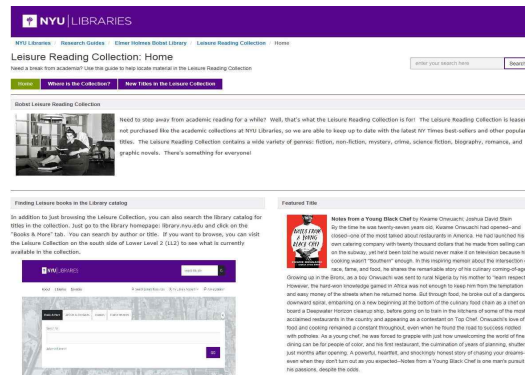 NYU LIBRARIES
NYU Libraries / Research Guides / Elmer Holmes Bobst Library / Leisure Reading Collection / Home
Leisure Reading Collection: Home
Need a break from academia? Use this guide to help locate material in the Leisure Reading Collection
enter your search here
Search
Home
Where is the Collection?
New Titles in the Leisure Collection
Bobst Leisure Reading Collection
Need to step away from academic reading for a while? Well, that's what the Leisure Reading Collection is for! The Leisure Reading Collection is leased
not purchased like the academic collections at NYU Libraries, so we are able to keep up to date with the latest NY Times best-sellers and other popular
titles. The Leisure Reading Collection contains a wide variety of genres: fiction, non-fiction, mystery, crime, science fiction, biography, romance, and
graphic novels. There's something for everyone!
Finding Leisure books in the Library catalog
In addition to just browsing the Leisure Collection, you can also search the library catalog for
titles in the collection. Just go to the library homepage: library.nyu.edu and click on the
"Books & More" tab. You can search by author or title. If you want to browse, you can visit
the Leisure Collection on the south side of Lower Level 2 (LL2) to see what is currently
available in the collection.
NYU LIBRARIES
Featured Title
NOTES FROM
A YOUNG
BLACK CHEF
Notes from a Young Black Chef by Kwame Onwuachi; Joshua David Stein
By the time he was twenty-seven years old, Kwame Onwuachi had opened--and
closed--one of the most talked about restaurants in America. He had launched his
own catering company with twenty thousand dollars that he made from selling candy
on the subway, yet he'd been told he would never make it on television because his
cooking wasn't "Southern" enough. In this inspiring memoir about the intersection of
race, fame, and food, he shares the remarkable story of his culinary coming-of-age.
Growing up in the Bronx, as a boy Onwuachi was sent to rural Nigeria by his mother to "learn respect."
However, the hard-won knowledge gained in Africa was not enough to keep him from the temptation
and easy money of the streets when he returned home. But through food, he broke out of a dangerous
downward spiral, embarking on a new beginning at the bottom of the culinary food chain as a chef on
board a Deepwater Horizon cleanup ship, before going on to train in the kitchens of some of the most
acclaimed restaurants in the country and appearing as a contestant on Top Chef. Onwuachi's love of
food and cooking remained a constant throughout, even when he found the road to success riddled
with potholes. As a young chef, he was forced to grapple with just how unwelcoming the world of fine
dining can be for people of color, and his first restaurant, the culmination of years of planning, shuttered
just months after opening. A powerful, heartfelt, and shockingly honest story of chasing your dreams--
even when they don't turn out as you expected--Notes from a Young Black Chef is one man's pursuit of
his passions, despite the odds.